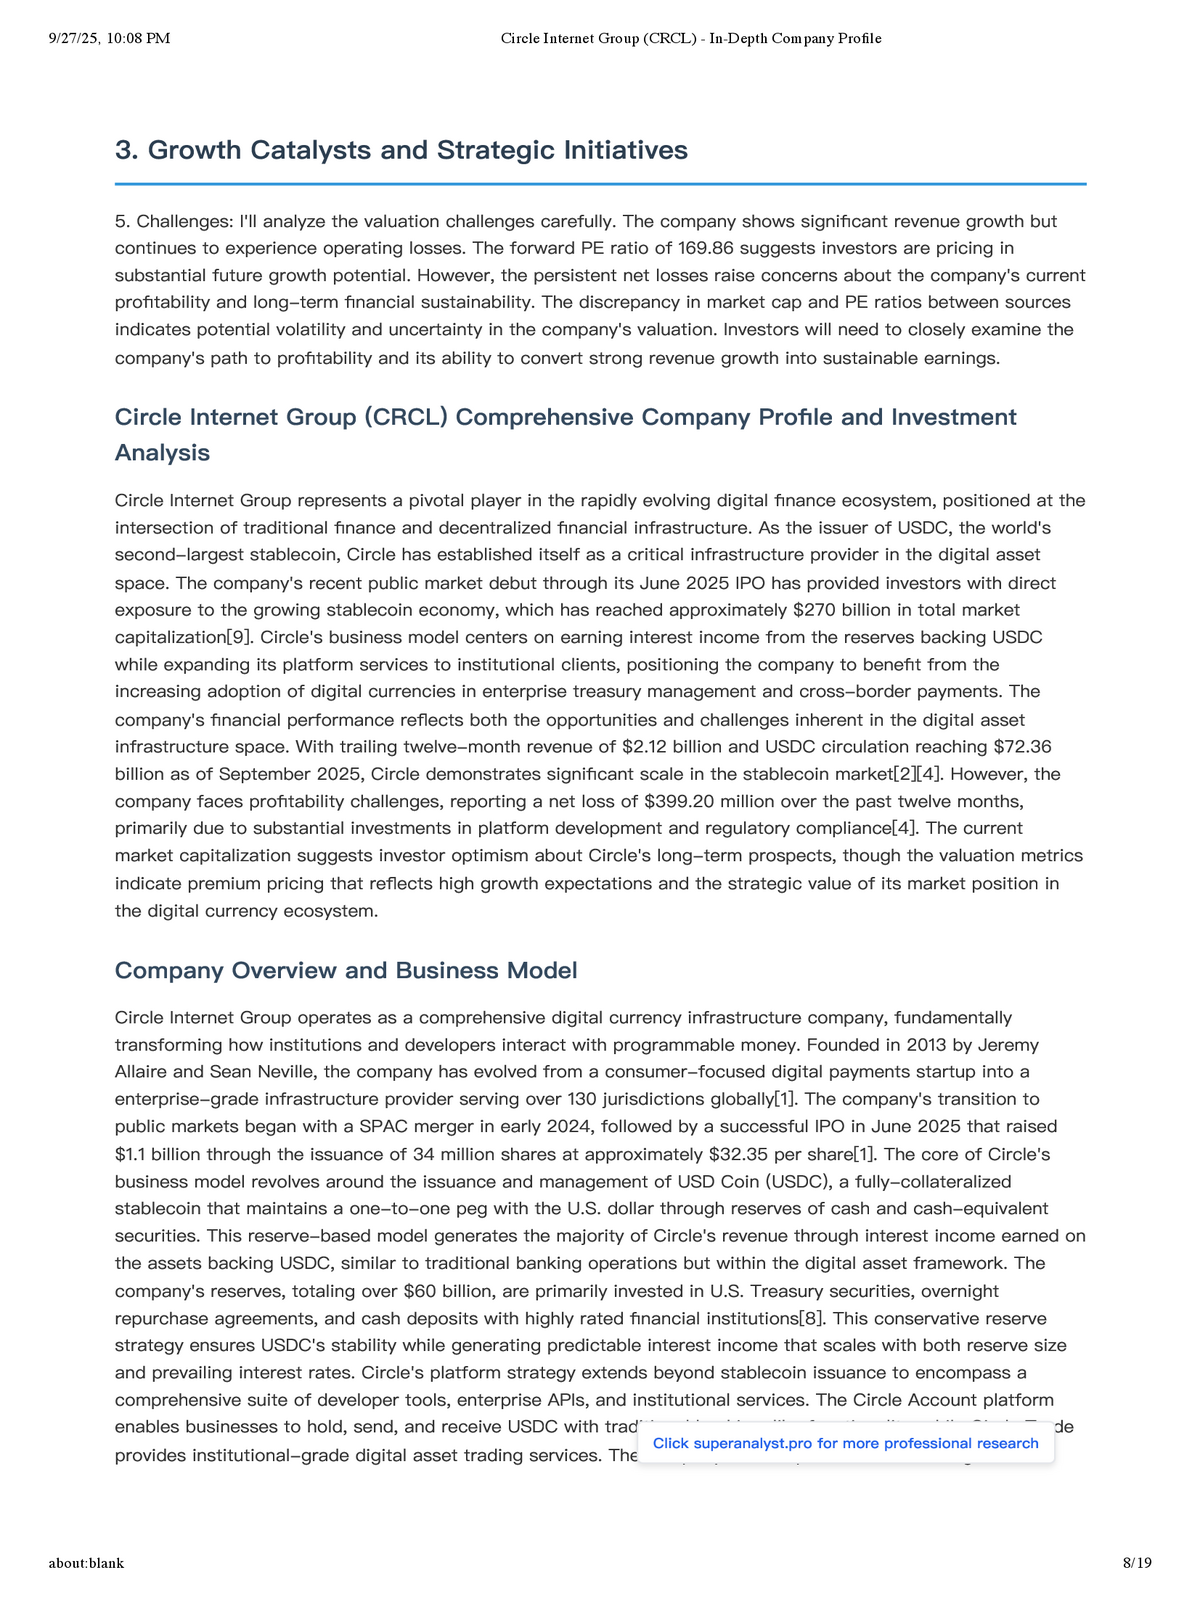 9/27/25, 10:08 PM
Circle Internet Group (CRCL) - In-Depth Company Profile
3. Growth Catalysts and Strategic Initiatives
5. Challenges: I'll analyze the valuation challenges carefully. The company shows significant revenue growth but
continues to experience operating losses. The forward PE ratio of 169.86 suggests investors are pricing in
substantial future growth potential. However, the persistent net losses raise concerns about the company's current
profitability and long–term financial sustainability. The discrepancy in market cap and PE ratios between sources
indicates potential volatility and uncertainty in the company's valuation. Investors will need to closely examine the
company's path to profitability and its ability to convert strong revenue growth into sustainable earnings.
Circle Internet Group (CRCL) Comprehensive Company Profile and Investment
Analysis
Circle Internet Group represents a pivotal player in the rapidly evolving digital finance ecosystem, positioned at the
intersection of traditional finance and decentralized financial infrastructure. As the issuer of USDC, the world's
second–largest stablecoin, Circle has established itself as a critical infrastructure provider in the digital asset
space. The company's recent public market debut through its June 2025 IPO has provided investors with direct
exposure to the growing stablecoin economy, which has reached approximately $270 billion in total market
capitalization[9]. Circle's business model centers on earning interest income from the reserves backing USDC
while expanding its platform services to institutional clients, positioning the company to benefit from the
increasing adoption of digital currencies in enterprise treasury management and cross–border payments. The
company's financial performance reflects both the opportunities and challenges inherent in the digital asset
infrastructure space. With trailing twelve–month revenue of $2.12 billion and USDC circulation reaching $72.36
billion as of September 2025, Circle demonstrates significant scale in the stablecoin market[2][4]. However, the
company faces profitability challenges, reporting a net loss of $399.20 million over the past twelve months,
primarily due to substantial investments in platform development and regulatory compliance[4]. The current
market capitalization suggests investor optimism about Circle's long–term prospects, though the valuation metrics
indicate premium pricing that reflects high growth expectations and the strategic value of its market position in
the digital currency ecosystem.
Company Overview and Business Model
Circle Internet Group operates as a comprehensive digital currency infrastructure company, fundamentally
transforming how institutions and developers interact with programmable money. Founded in 2013 by Jeremy
Allaire and Sean Neville, the company has evolved from a consumer–focused digital payments startup into a
enterprise–grade infrastructure provider serving over 130 jurisdictions globally[1]. The company's transition to
public markets began with a SPAC merger in early 2024, followed by a successful IPO in June 2025 that raised
$1.1 billion through the issuance of 34 million shares at approximately $32.35 per share[1]. The core of Circle's
business model revolves around the issuance and management of USD Coin (USDC), a fully–collateralized
stablecoin that maintains a one–to–one peg with the U.S. dollar through reserves of cash and cash–equivalent
securities. This reserve–based model generates the majority of Circle's revenue through interest income earned on
the assets backing USDC, similar to traditional banking operations but within the digital asset framework. The
company's reserves, totaling over $60 billion, are primarily invested in U.S. Treasury securities, overnight
repurchase agreements, and cash deposits with highly rated financial institutions[8]. This conservative reserve
strategy ensures USDC's stability while generating predictable interest income that scales with both reserve size
and prevailing interest rates. Circle's platform strategy extends beyond stablecoin issuance to encompass a
comprehensive suite of developer tools, enterprise APIs, and institutional services. The Circle Account platform
enables businesses to hold, send, and receive USDC with
provides institutional–grade digital asset trading services. The
Click superanalyst.pro for more professional research
about:blank
8/19